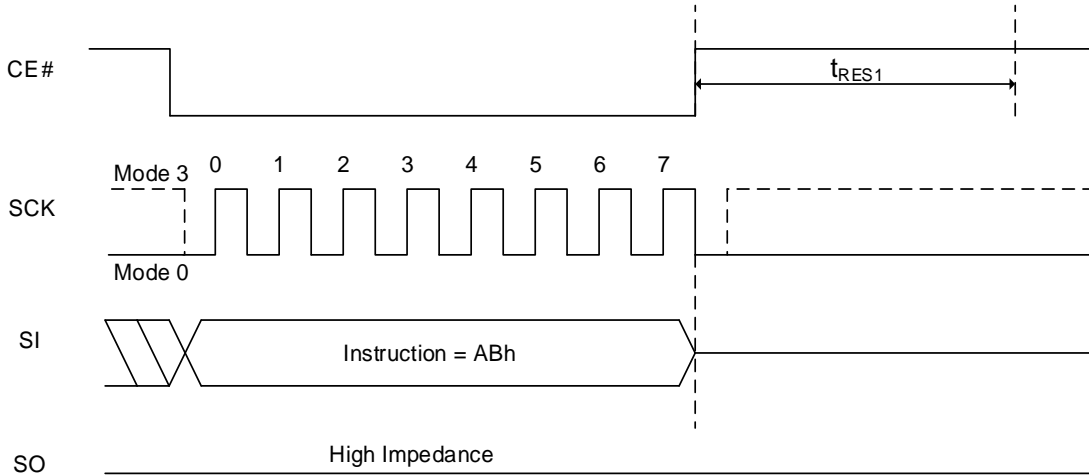 CE#
tRES1
Mode 3
0 1 2 3 4 5 6 7
SCK
Mode 0
SI
Instruction = ABh
High Impedance
SO